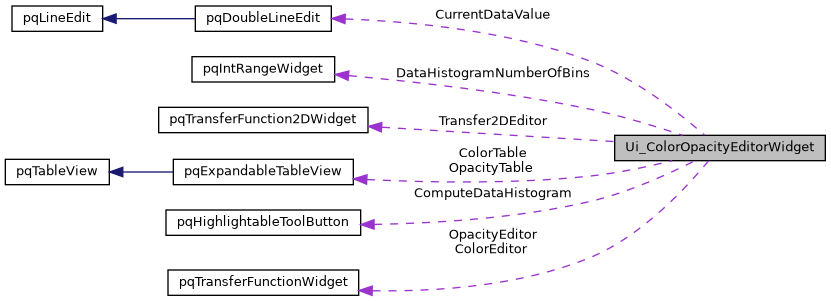 pqLineEdit
pqDoubleLineEdit
CurrentDataValue
pqIntRangeWidget
DataHistogramNumberOfBins
pqTransferFunction2DWidget
Transfer2DEditor
Ui_ColorOpacityEditorWidget
ColorTable
OpacityTable
pqTableView
pqExpandableTableView
ComputeDataHistogram
pqHighlightableToolButton
OpacityEditor
ColorEditor
pqTransferFunctionWidget